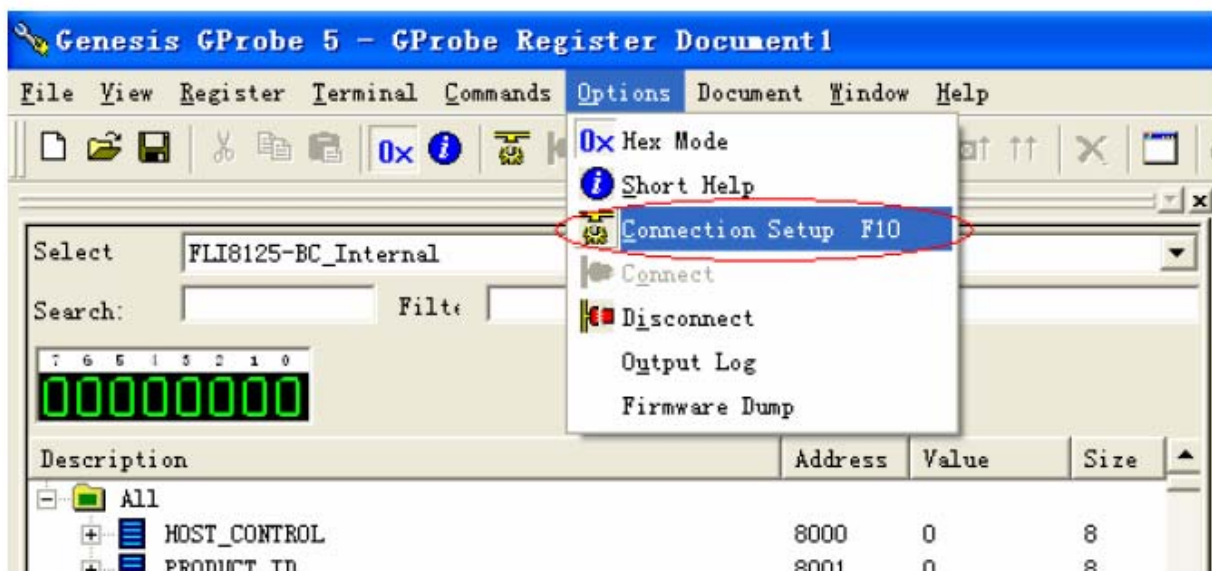 Genesis GProbe 5 - GProbe Register Document1
File View Register Terminal Commands Options Document Window Help
0x
0x Hex Mode
Short Help
Connection Setup F10
Connect
Disconnect
Output Log
Firmware Dump
Select FLI8125-BC_Internal
Search: Filte
7 6 5 4 3 2 1 0
00000000
Description Address Value Size
All
HOST_CONTROL 8000 0 8
PRODUCT_ID 8001 0 8